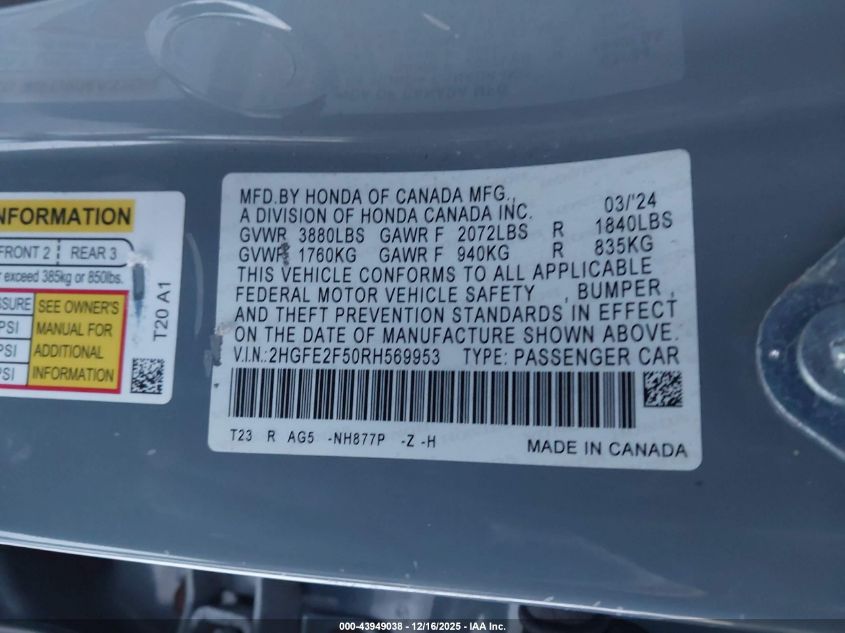 NFORMATION
FRONT 2 REAR 3
exceed 385kg or 850lbs.
SSURE SEE OWNER'S
PSI MANUAL FOR
PSI ADDITIONAL
PSI INFORMATION
T20 A1
MFD.BY HONDA OF CANADA MFG.,
A DIVISION OF HONDA CANADA INC. 03/'24
GVWR 3880LBS GAWR F 2072LBS R 1840LBS
GVWR 1760KG GAWR F 940KG R 835KG
THIS VEHICLE CONFORMS TO ALL APPLICABLE
FEDERAL MOTOR VEHICLE SAFETY , BUMPER ,
AND THEFT PREVENTION STANDARDS IN EFFECT
ON THE DATE OF MANUFACTURE SHOWN ABOVE.
V.I.N.:2HGFE2F50RH569953 TYPE: PASSENGER CAR
T23 R AG5 -NH877P -Z -H
MADE IN CANADA
000-43949038 - 12/16/2025 - IAA Inc.